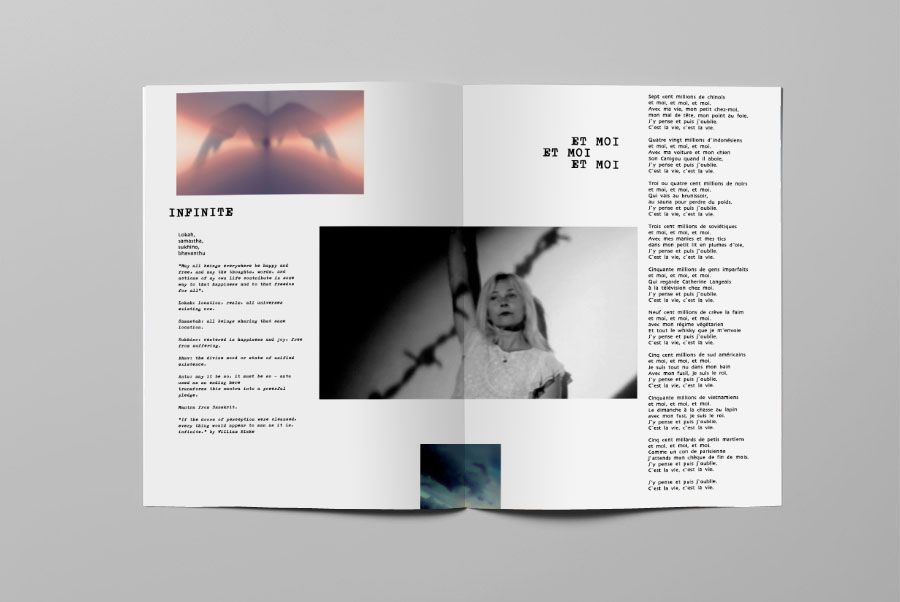 INFINITE
Lokah,
samastha,
sukhino,
bhavanthu
"May all beings everywhere be happy and
free, and may the thoughts, words, and
actions of my own life contribute in some
way to that happiness and to that freedom
for all".
Lokah: location, realm, all universes
existing now.
Samastah: all beings sharing that same
location.
Sukhino: centered in happiness and joy; free
from suffering.
Bhav: the divine mood or state of unified
existence.
Antu: may it be so, it must be so - antu
used as an ending here
transforms this mantra into a powerful
pledge.
Mantra from Sanskrit.
"If the doors of perception were cleansed,
every thing would appear to man as it is,
infinite." by William Blake
ET MOI
ET MOI
ET MOI
Sept cent millions de chinois
et moi, et moi, et moi.
Avec ma vie, mon petit chez-moi,
mon mal de tête, mon point au foie.
J'y pense et puis j'oublie.
C'est la vie, c'est la vie.
Quatre vingt millions d'indonésiens
et moi, et moi, et moi.
Avec ma voiture et mon chien
Son Canigou quand il aboie,
J'y pense et puis j'oublie.
C'est la vie, c'est la vie.
Troi ou quatre cent millions de noirs
et moi, et moi, et moi.
Qui vais au brunissoir,
au sauna pour perdre du poids.
J'y pense et puis j'oublie.
C'est la vie, c'est la vie.
Trois cent millions de soviétiques
et moi, et moi, et moi.
Avec mes manies et mes tics
dans mon petit lit en plumes d'oie,
J'y pense et puis j'oublie.
C'est la vie, c'est la vie.
Cinquante millions de gens imparfaits
et moi, et moi, et moi.
Qui regarde Catherine Langeais
à la télévision chez moi.
J'y pense et puis j'oublie.
C'est la vie, c'est la vie.
Neuf cent millions de crève la faim
et moi, et moi, et moi.
avec mon régime végétarien
Et tout le whisky que je m'envoie
J'y pense et puis j'oublie.
C'est la vie, c'est la vie.
Cinq cent millions de sud américains
et moi, et moi, et moi.
Je suis tout nu dans mon bain
Avec mon fusil, je suis le roi.
J'y pense et puis j'oublie.
C'est la vie, c'est la vie.
Cinquante millions de vietnamiens
et moi, et moi, et moi.
Le dimanche à la chasse au lapin
avec mon fusil, je suis le roi.
J'y pense et puis j'oublie.
C'est la vie, c'est la vie.
Cinq cent miliards de petis martiens
et moi, et moi, et moi.
Comme un con de parisienne
j'attends mon chèque de fin de mois.
J'y pense et puis j'oublie.
C'est la vie, c'est la vie.
J'y pense et puis j'oublie.
C'est la vie, c'est la vie.